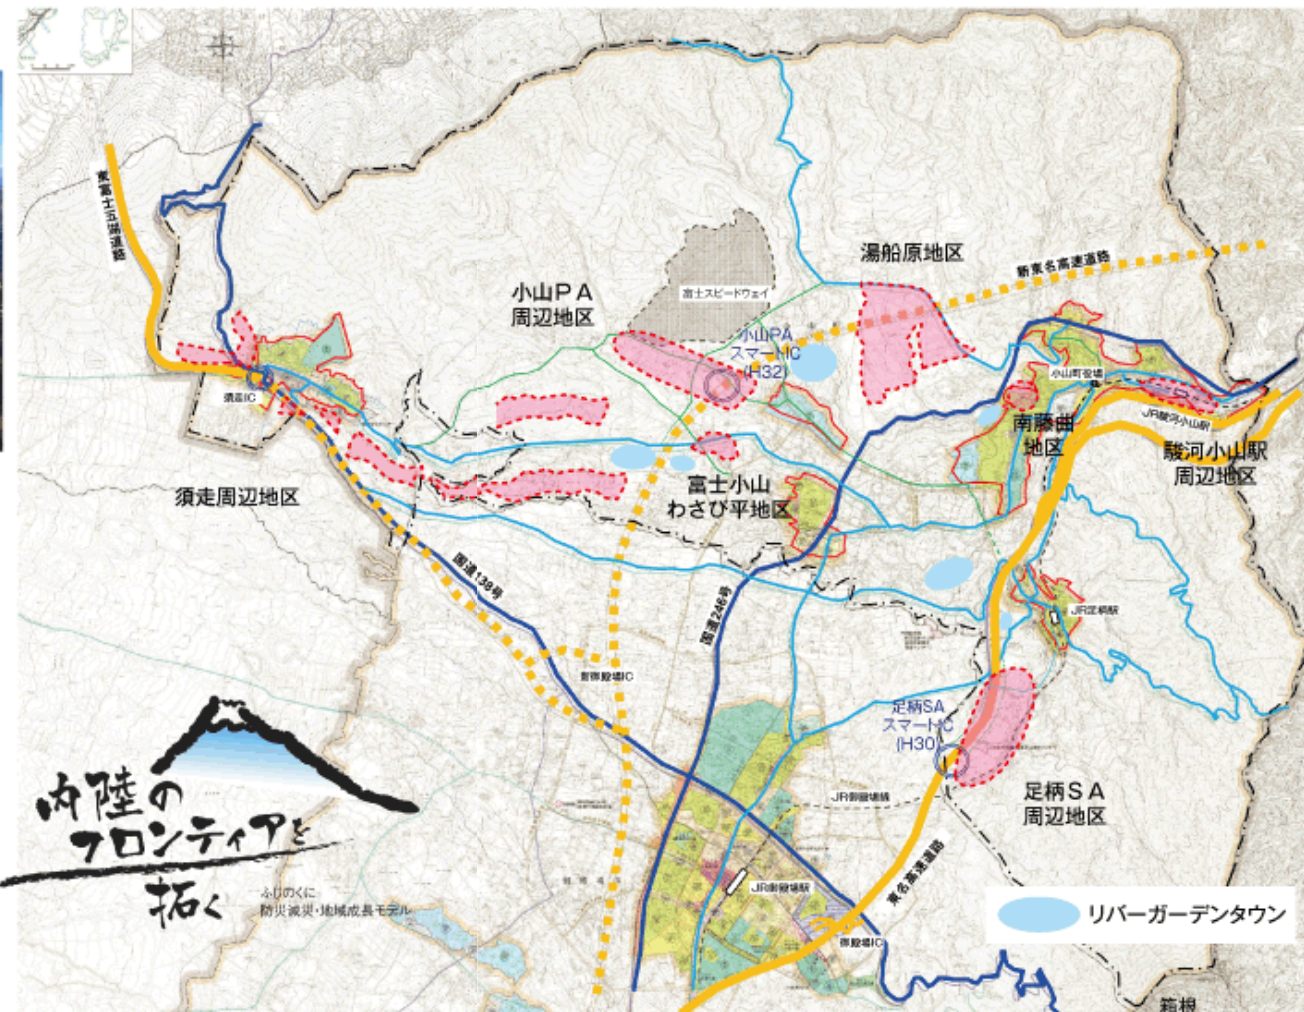 東富士五湖道路
湯船原地区
新東名高速道路
小山PA
周辺地区
富士スピードウェイ
小山PA
スマートIC
(H32)
小山町役場
須走IC
JR駿河小山駅
南藤曲
地区
駿河小山駅
周辺地区
須走周辺地区
富士小山
わさび平地区
国道138号
国道246号
JR足柄駅
新御殿場IC
足柄SA
スマートIC
(H30)
足柄SA
周辺地区
JR御殿場線
東名高速道路
JR御殿場駅
御殿場IC
内陸の
フロンティアを
拓く
ふじのくに
防災減災・地域成長モデル
リバーガーデンタウン
箱根